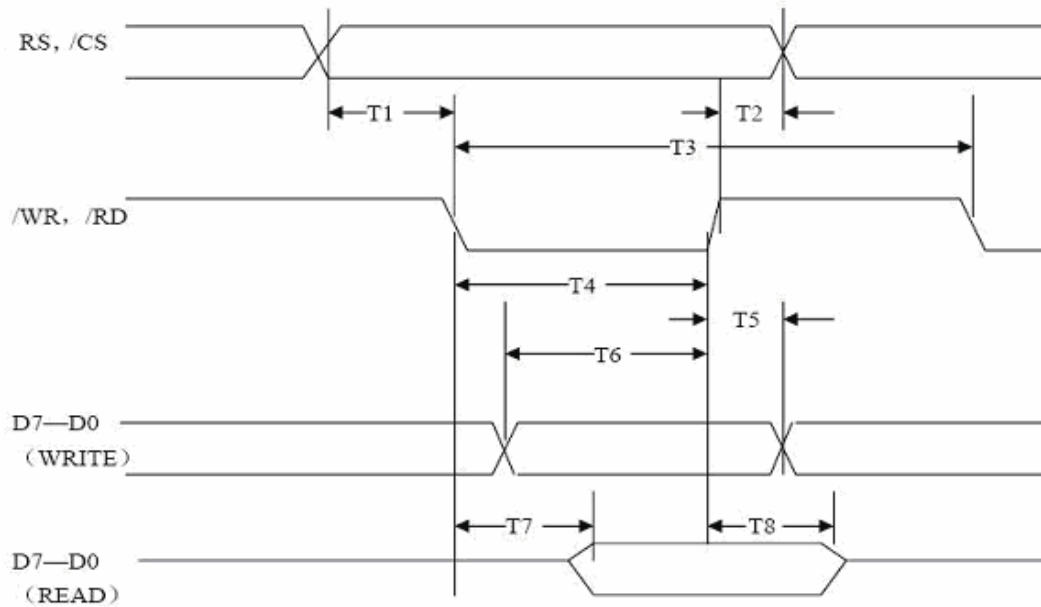 RS，/CS
T1
T2
T3
/WR，/RD
T4
T5
T6
D7—D0
（WRITE）
T7
T8
D7—D0
（READ）